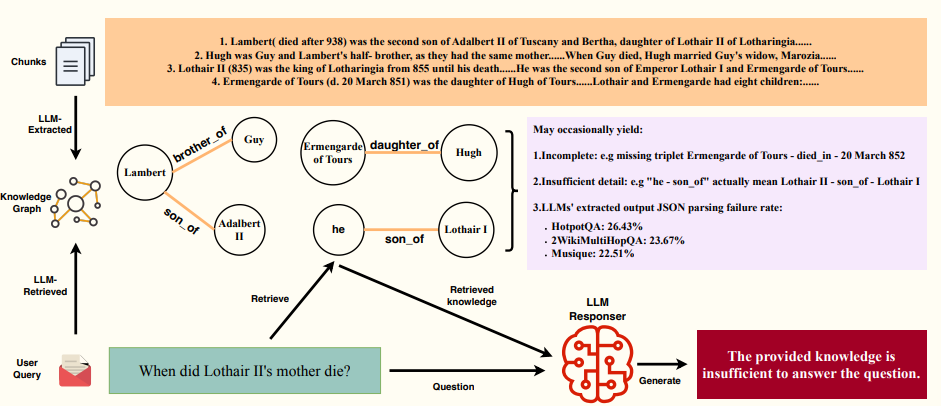 Chunks
1. Lambert( died after 938) was the second son of Adalbert II of Tuscany and Bertha, daughter of Lothair II of Lotharingia......
2. Hugh was Guy and Lambert's half- brother, as they had the same mother......When Guy died, Hugh married Guy's widow, Marozia......
3. Lothair II (835) was the king of Lotharingia from 855 until his death......He was the second son of Emperor Lothair I and Ermengarde of Tours......
4. Ermengarde of Tours (d. 20 March 851) was the daughter of Hugh of Tours......Lothair and Ermengarde had eight children:......
LLM-
Extracted
Knowledge
Graph
LLM-
Retrieved
User
Query
Lambert
brother_of
Guy
son_of
Adalbert
II
Ermengarde
of Tours
daughter_of
Hugh
he
son_of
Lothair I
May occasionally yield:
1.Incomplete: e.g missing triplet Ermengarde of Tours - died_in - 20 March 852
2.Insufficient detail: e.g "he - son_of" actually mean Lothair II - son_of - Lothair I
3.LLMs' extracted output JSON parsing failure rate:
· HotpotQA: 26.43%
· 2WikiMultiHopQA: 23.67%
· Musique: 22.51%
Retrieve
Retrieved
knowledge
LLM
Responser
When did Lothair II's mother die?
Question
Generate
The provided knowledge is
insufficient to answer the question.